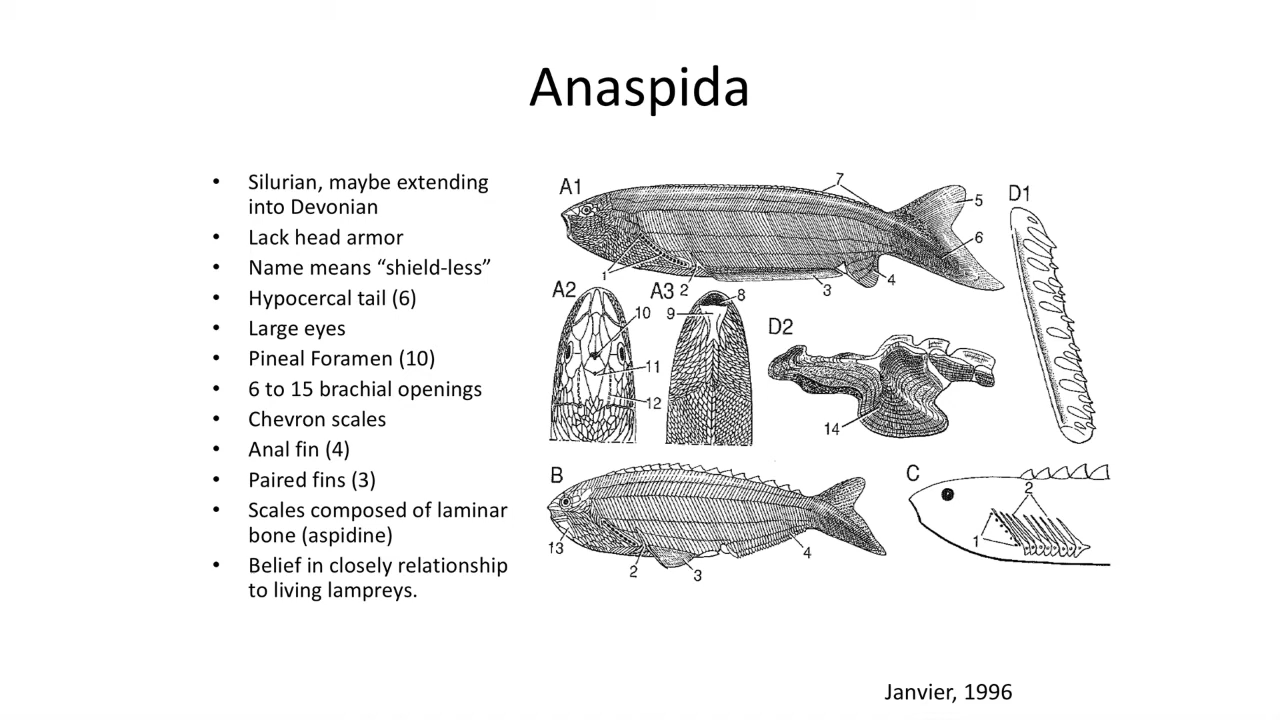 Anaspida
• Silurian, maybe extending
into Devonian
• Lack head armor
• Name means “shield-less”
• Hypocercal tail (6)
• Large eyes
• Pineal Foramen (10)
• 6 to 15 brachial openings
• Chevron scales
• Anal fin (4)
• Paired fins (3)
• Scales composed of laminar
bone (aspidine)
• Belief in closely relationship
to living lampreys.
A1
7
5
D1
6
1
2
3
4
A2
A3
8
10
9
D2
11
12
14
B
C
2
13
1
4
2
3
Janvier, 1996